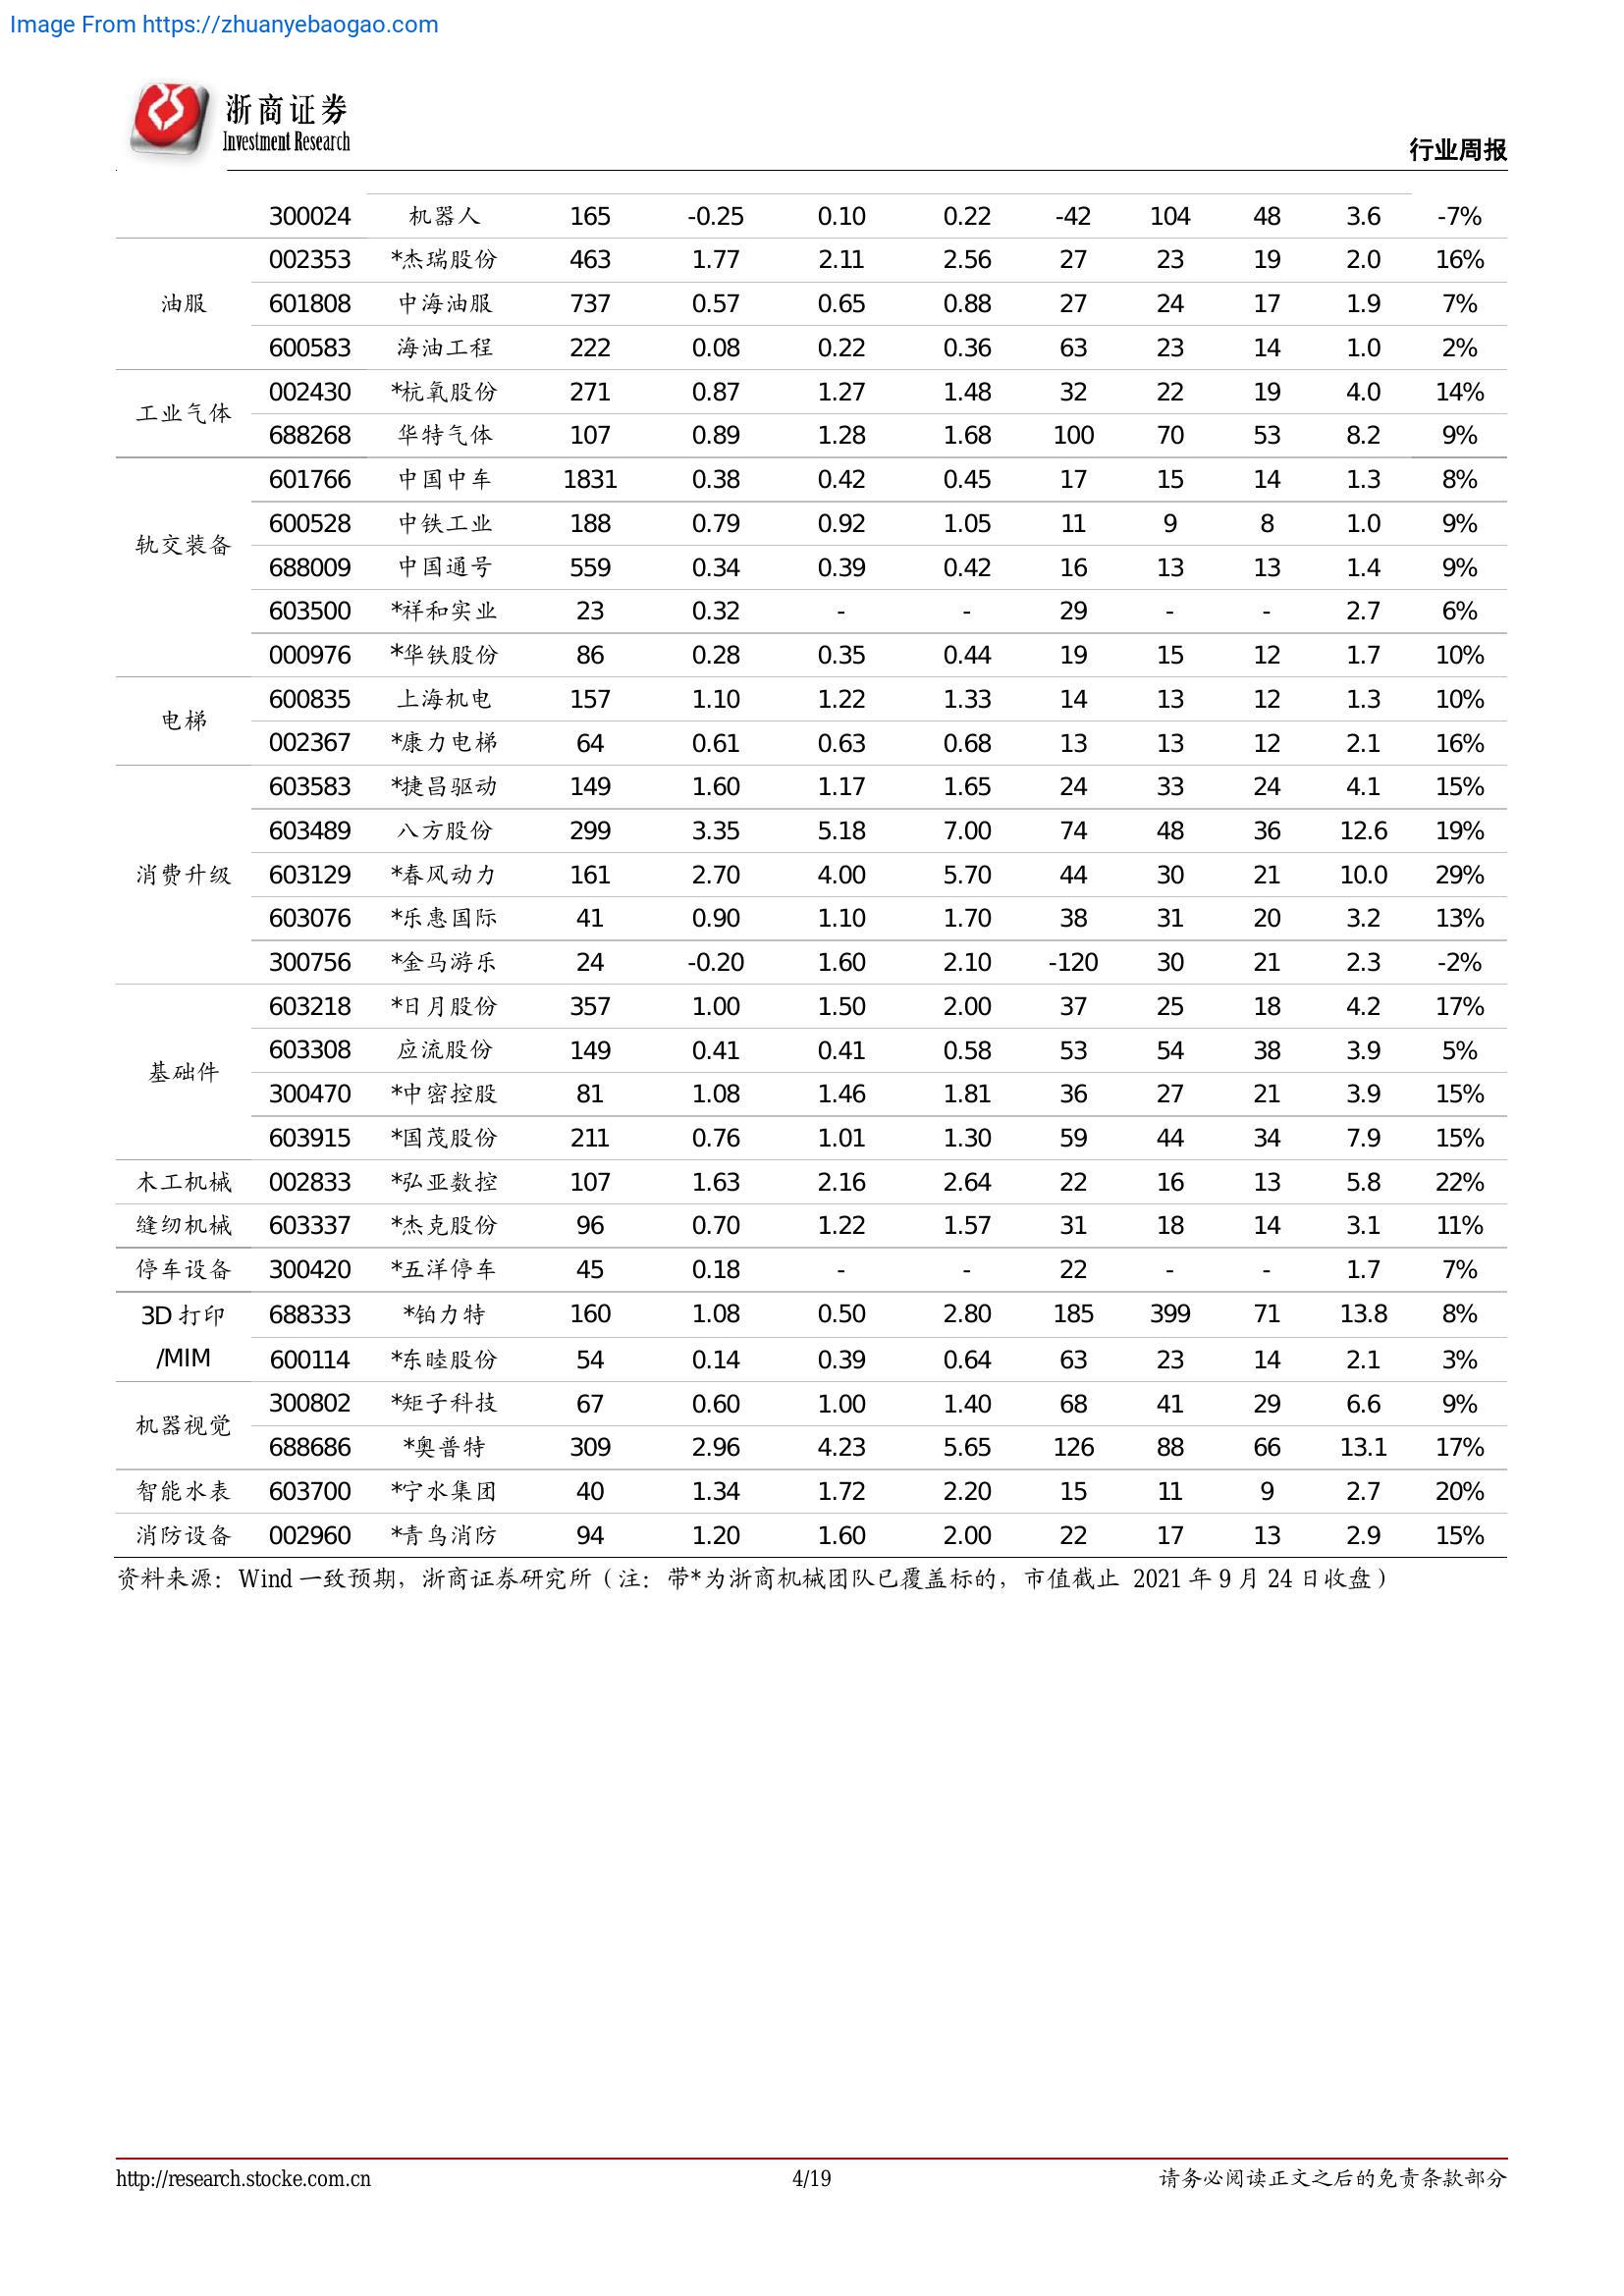 Image From https://zhuanyebaogao.com
浙商证券
Investment Research
行业周报
300024 机器人 165 -0.25 0.10 0.22 -42 104 48 3.6 -7%
002353 *杰瑞股份 463 1.77 2.11 2.56 27 23 19 2.0 16%
油服 601808 中海油服 737 0.57 0.65 0.88 27 24 17 1.9 7%
600583 海油工程 222 0.08 0.22 0.36 63 23 14 1.0 2%
工业气体 002430 *杭氧股份 271 0.87 1.27 1.48 32 22 19 4.0 14%
688268 华特气体 107 0.89 1.28 1.68 100 70 53 8.2 9%
601766 中国中车 1831 0.38 0.42 0.45 17 15 14 1.3 8%
600528 中铁工业 188 0.79 0.92 1.05 11 9 8 1.0 9%
轨交装备 688009 中国通号 559 0.34 0.39 0.42 16 13 13 1.4 9%
603500 *祥和实业 23 0.32 - - 29 - - 2.7 6%
000976 *华铁股份 86 0.28 0.35 0.44 19 15 12 1.7 10%
电梯 600835 上海机电 157 1.10 1.22 1.33 14 13 12 1.3 10%
002367 *康力电梯 64 0.61 0.63 0.68 13 13 12 2.1 16%
603583 *捷昌驱动 149 1.60 1.17 1.65 24 33 24 4.1 15%
603489 八方股份 299 3.35 5.18 7.00 74 48 36 12.6 19%
消费升级 603129 *春风动力 161 2.70 4.00 5.70 44 30 21 10.0 29%
603076 *乐惠国际 41 0.90 1.10 1.70 38 31 20 3.2 13%
300756 *金马游乐 24 -0.20 1.60 2.10 -120 30 21 2.3 -2%
603218 *日月股份 357 1.00 1.50 2.00 37 25 18 4.2 17%
603308 应流股份 149 0.41 0.41 0.58 53 54 38 3.9 5%
基础件 300470 *中密控股 81 1.08 1.46 1.81 36 27 21 3.9 15%
603915 *国茂股份 211 0.76 1.01 1.30 59 44 34 7.9 15%
木工机械 002833 *弘亚数控 107 1.63 2.16 2.64 22 16 13 5.8 22%
缝纫机械 603337 *杰克股份 96 0.70 1.22 1.57 31 18 14 3.1 11%
停车设备 300420 *五洋停车 45 0.18 - - 22 - - 1.7 7%
3D 打印 688333 *铂力特 160 1.08 0.50 2.80 185 399 71 13.8 8%
/MIM 600114 *东睦股份 54 0.14 0.39 0.64 63 23 14 2.1 3%
机器视觉 300802 *矩子科技 67 0.60 1.00 1.40 68 41 29 6.6 9%
688686 *奥普特 309 2.96 4.23 5.65 126 88 66 13.1 17%
智能水表 603700 *宁水集团 40 1.34 1.72 2.20 15 11 9 2.7 20%
消防设备 002960 *青鸟消防 94 1.20 1.60 2.00 22 17 13 2.9 15%
资料来源：Wind 一致预期，浙商证券研究所（注：带*为浙商机械团队已覆盖标的，市值截止 2021 年 9 月 24 日收盘）
http://research.stocke.com.cn 4/19 请务必阅读正文之后的免责条款部分